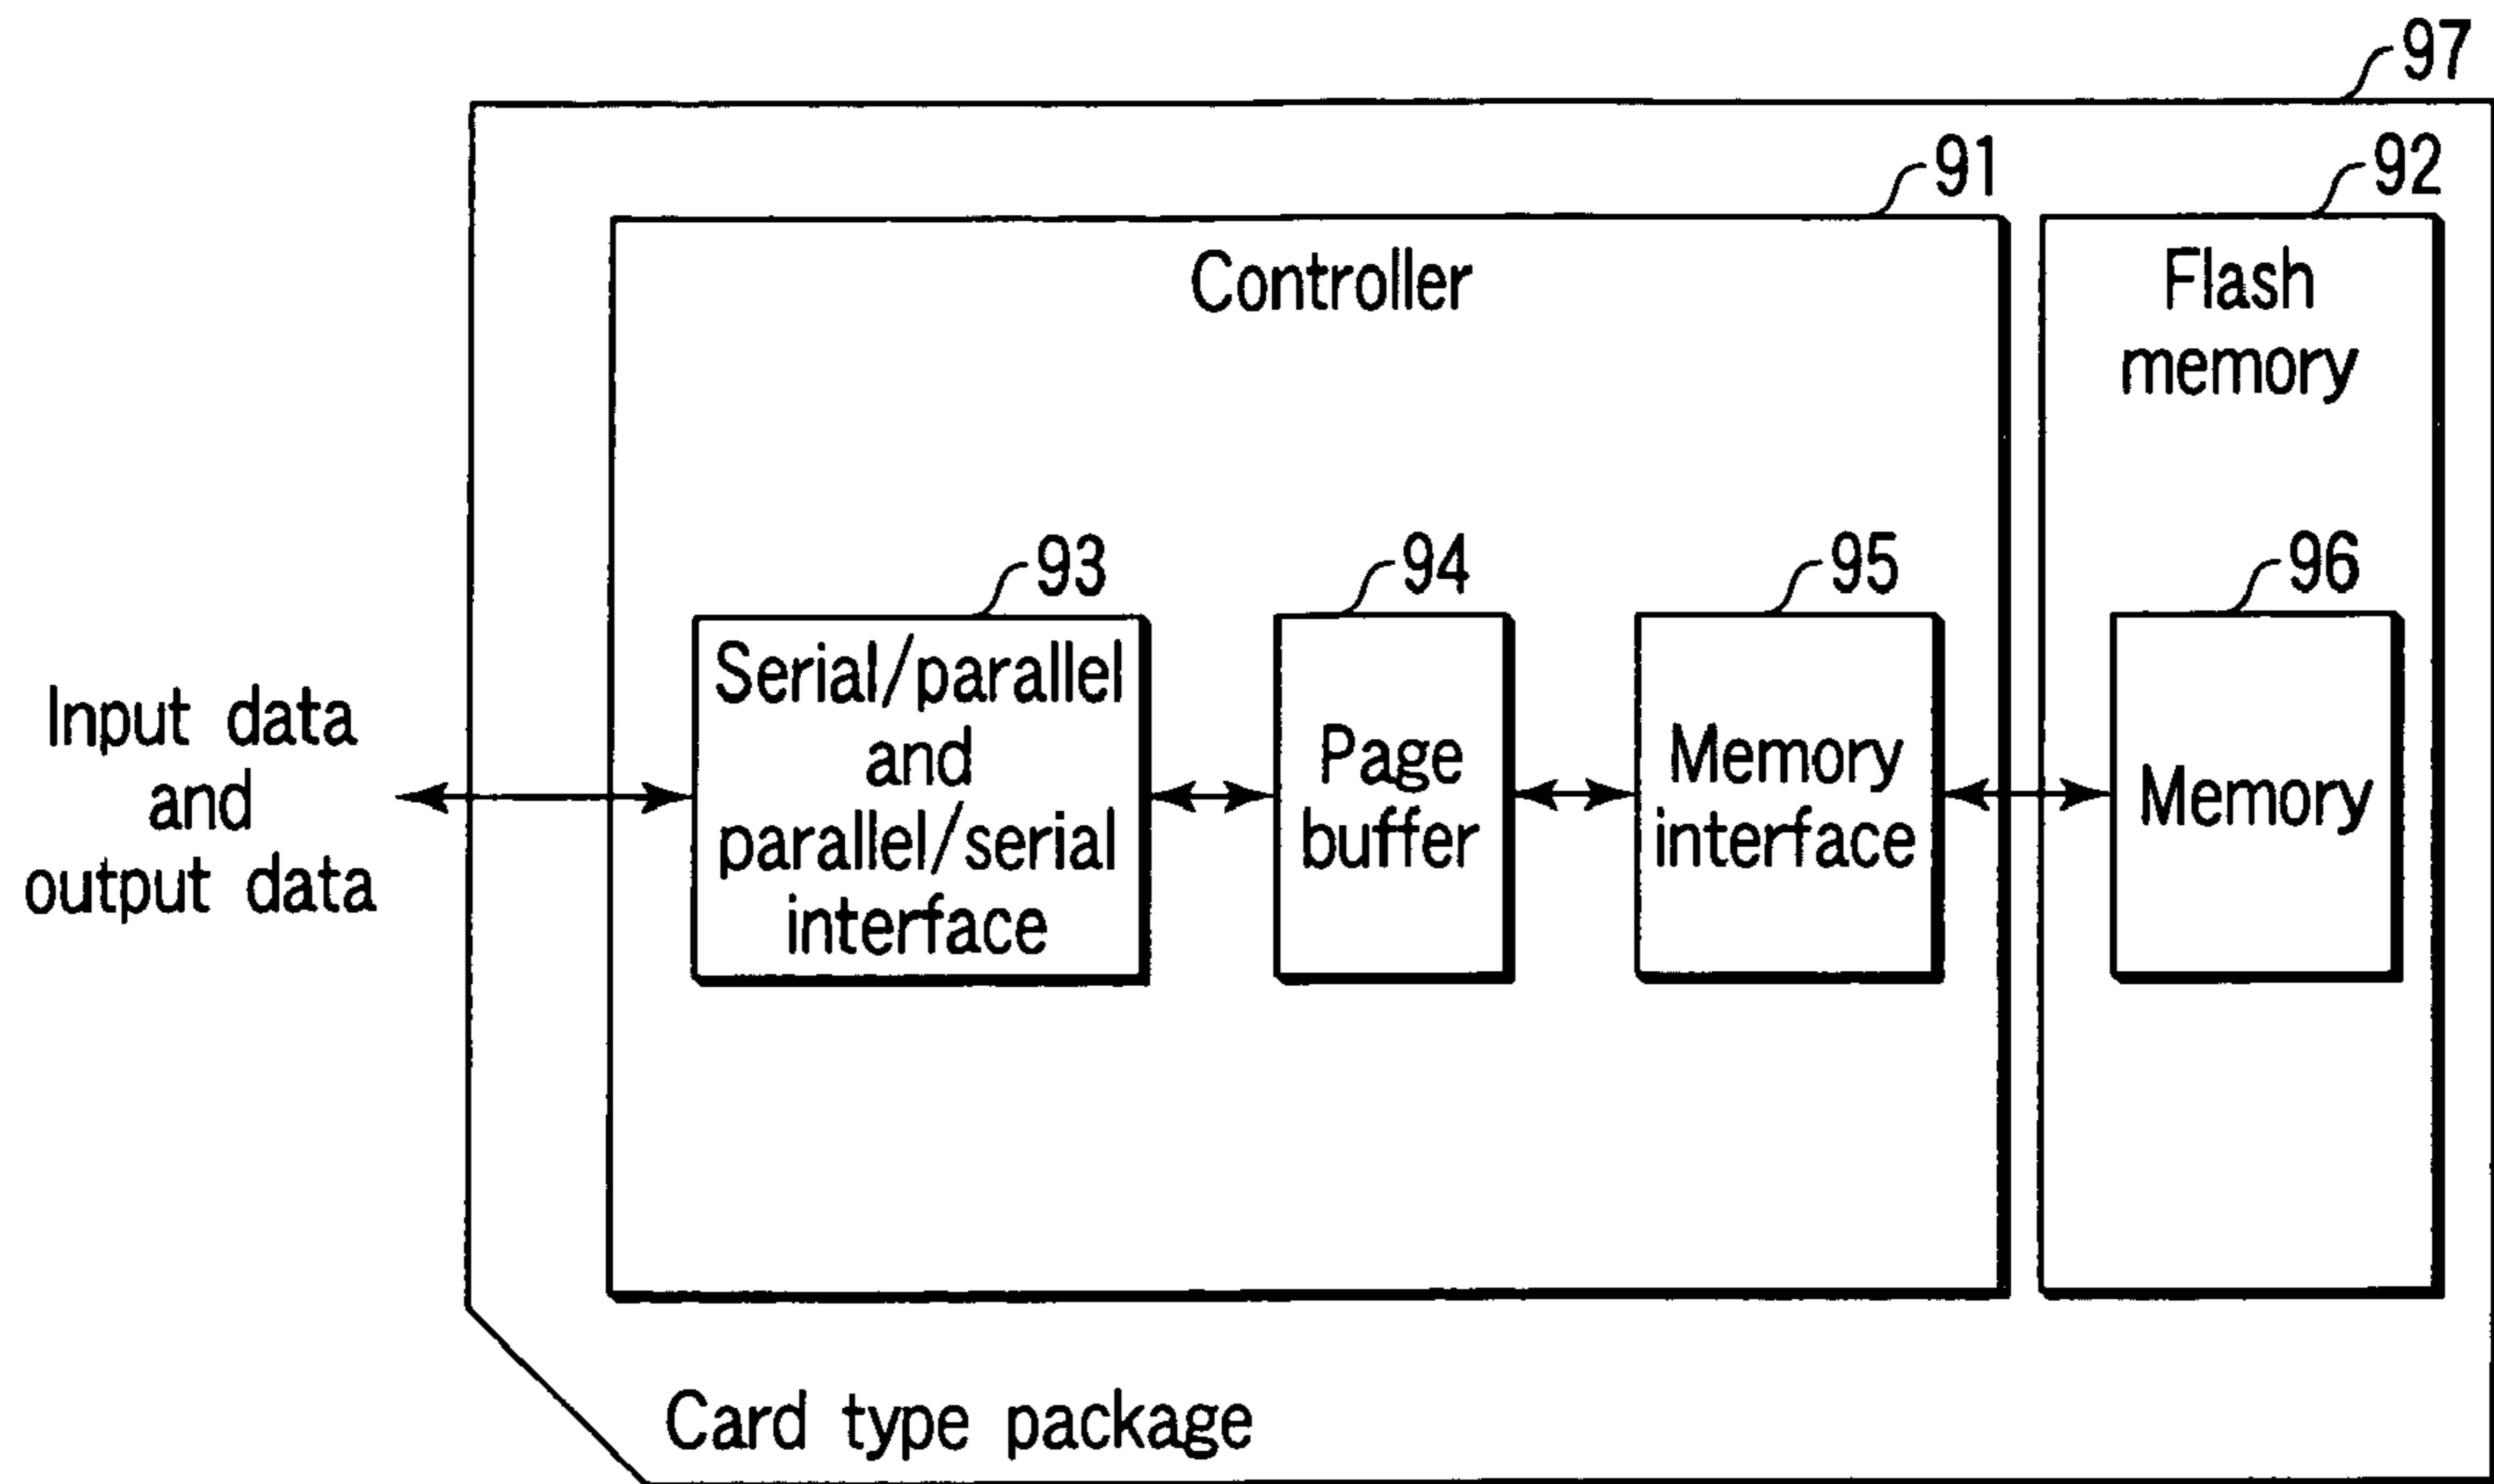 97
91
92
Controller
Flash
memory
93
94
95
96
Serial/parallel
and
parallel/serial
interface
Page
buffer
Memory
interface
Memory
Input data
and
output data
Card type package